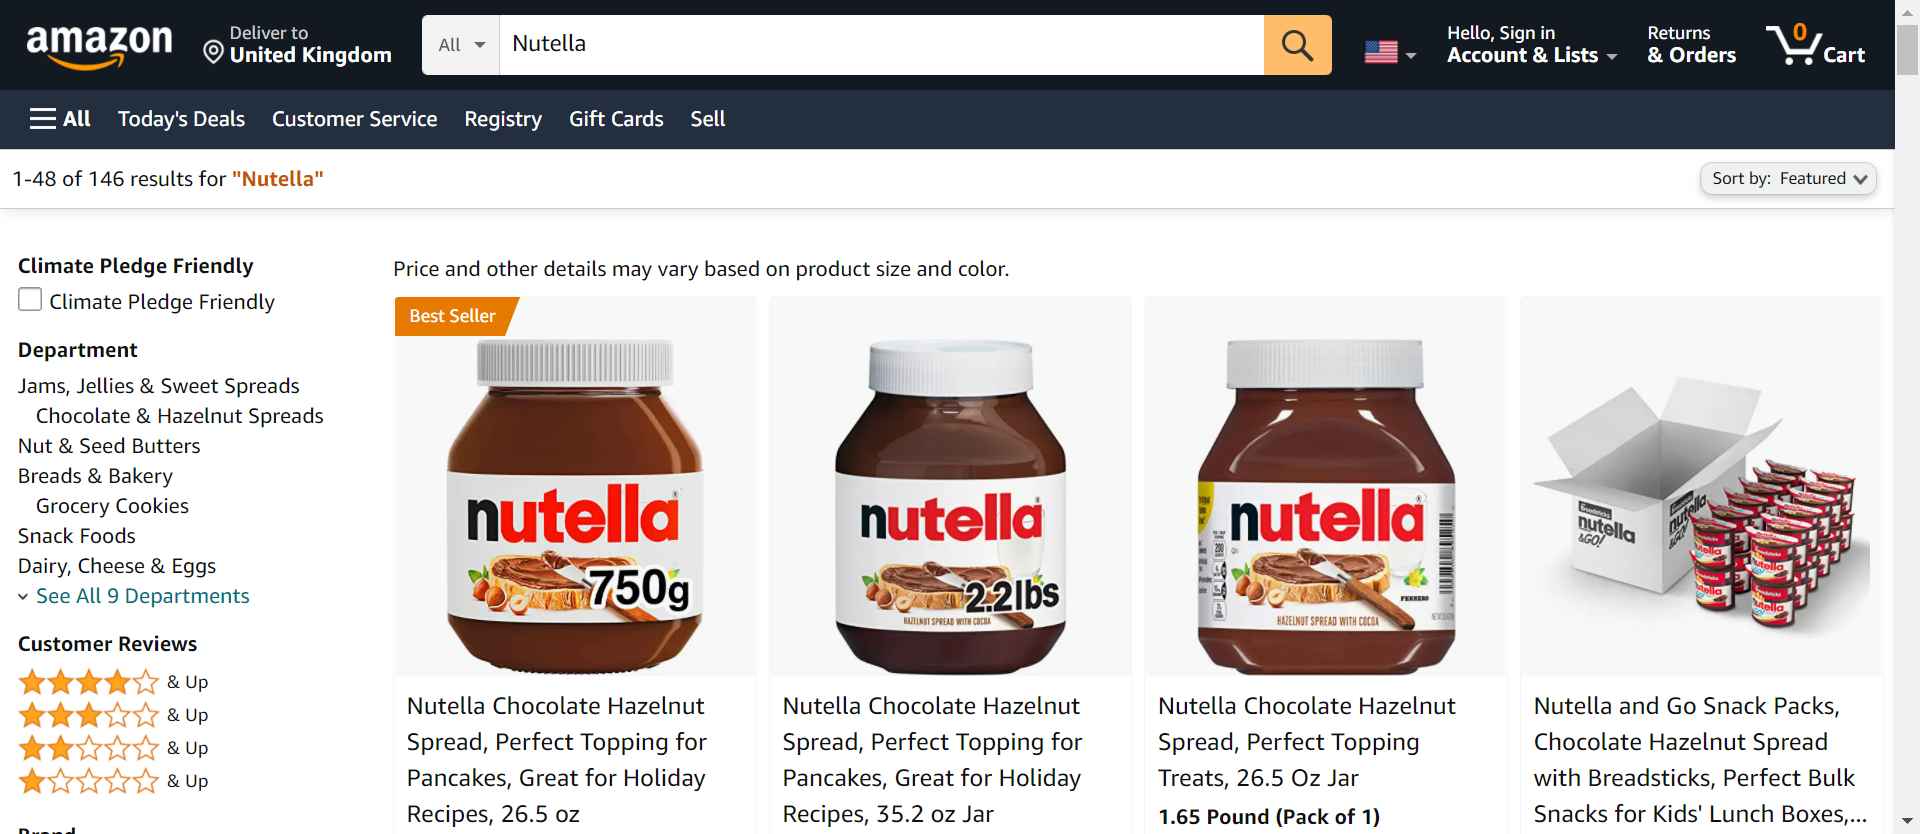 amazon
Deliver to
United Kingdom
All
Nutella
Hello, Sign in
Account & Lists
Returns
& Orders
0
Cart
All
Today's Deals
Customer Service
Registry
Gift Cards
Sell
1-48 of 146 results for "Nutella"
Sort by: Featured
Climate Pledge Friendly
Climate Pledge Friendly
Department
Jams, Jellies & Sweet Spreads
Chocolate & Hazelnut Spreads
Nut & Seed Butters
Breads & Bakery
Grocery Cookies
Snack Foods
Dairy, Cheese & Eggs
See All 9 Departments
Customer Reviews
& Up
& Up
& Up
& Up
Price and other details may vary based on product size and color.
Best Seller
nutella
750g
Nutella Chocolate Hazelnut
Spread, Perfect Topping for
Pancakes, Great for Holiday
Recipes, 26.5 oz
nutella
2.2lbs
HAZELNUT SPREAD WITH COCOA
Nutella Chocolate Hazelnut
Spread, Perfect Topping for
Pancakes, Great for Holiday
Recipes, 35.2 oz Jar
nutella
200
FERRERO
HAZELNUT SPREAD WITH COCOA
Nutella Chocolate Hazelnut
Spread, Perfect Topping
Treats, 26.5 Oz Jar
1.65 Pound (Pack of 1)
Breadsticks
nutella
&GO!
nutella
nutella
nutella
nutella
nutella
Nutella and Go Snack Packs,
Chocolate Hazelnut Spread
with Breadsticks, Perfect Bulk
Snacks for Kids' Lunch Boxes,...